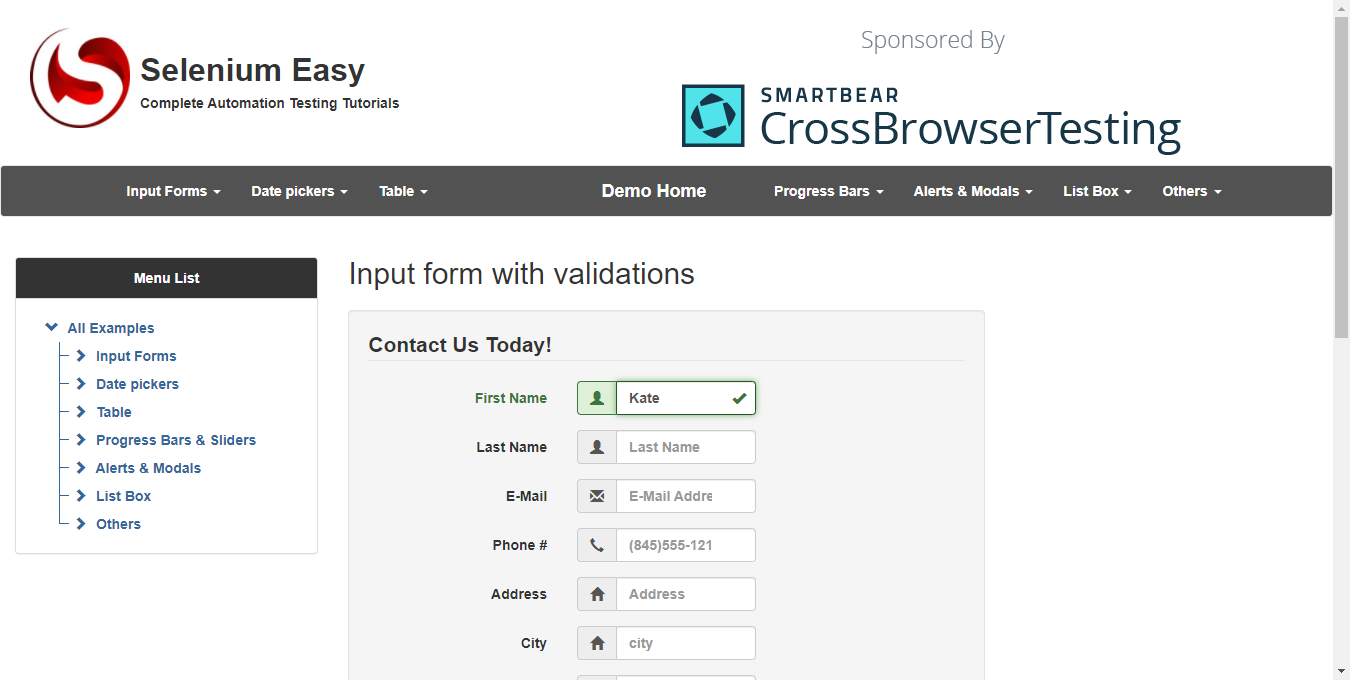 Selenium Easy
Complete Automation Testing Tutorials
Sponsored By
SMARTBEAR
CrossBrowserTesting
Input Forms Date pickers Table Demo Home Progress Bars Alerts & Modals List Box Others
Menu List
All Examples
Input Forms
Date pickers
Table
Progress Bars & Sliders
Alerts & Modals
List Box
Others
Input form with validations
Contact Us Today!
First Name Kate
Last Name Last Name
E-Mail E-Mail Addre
Phone # (845)555-121
Address Address
City city